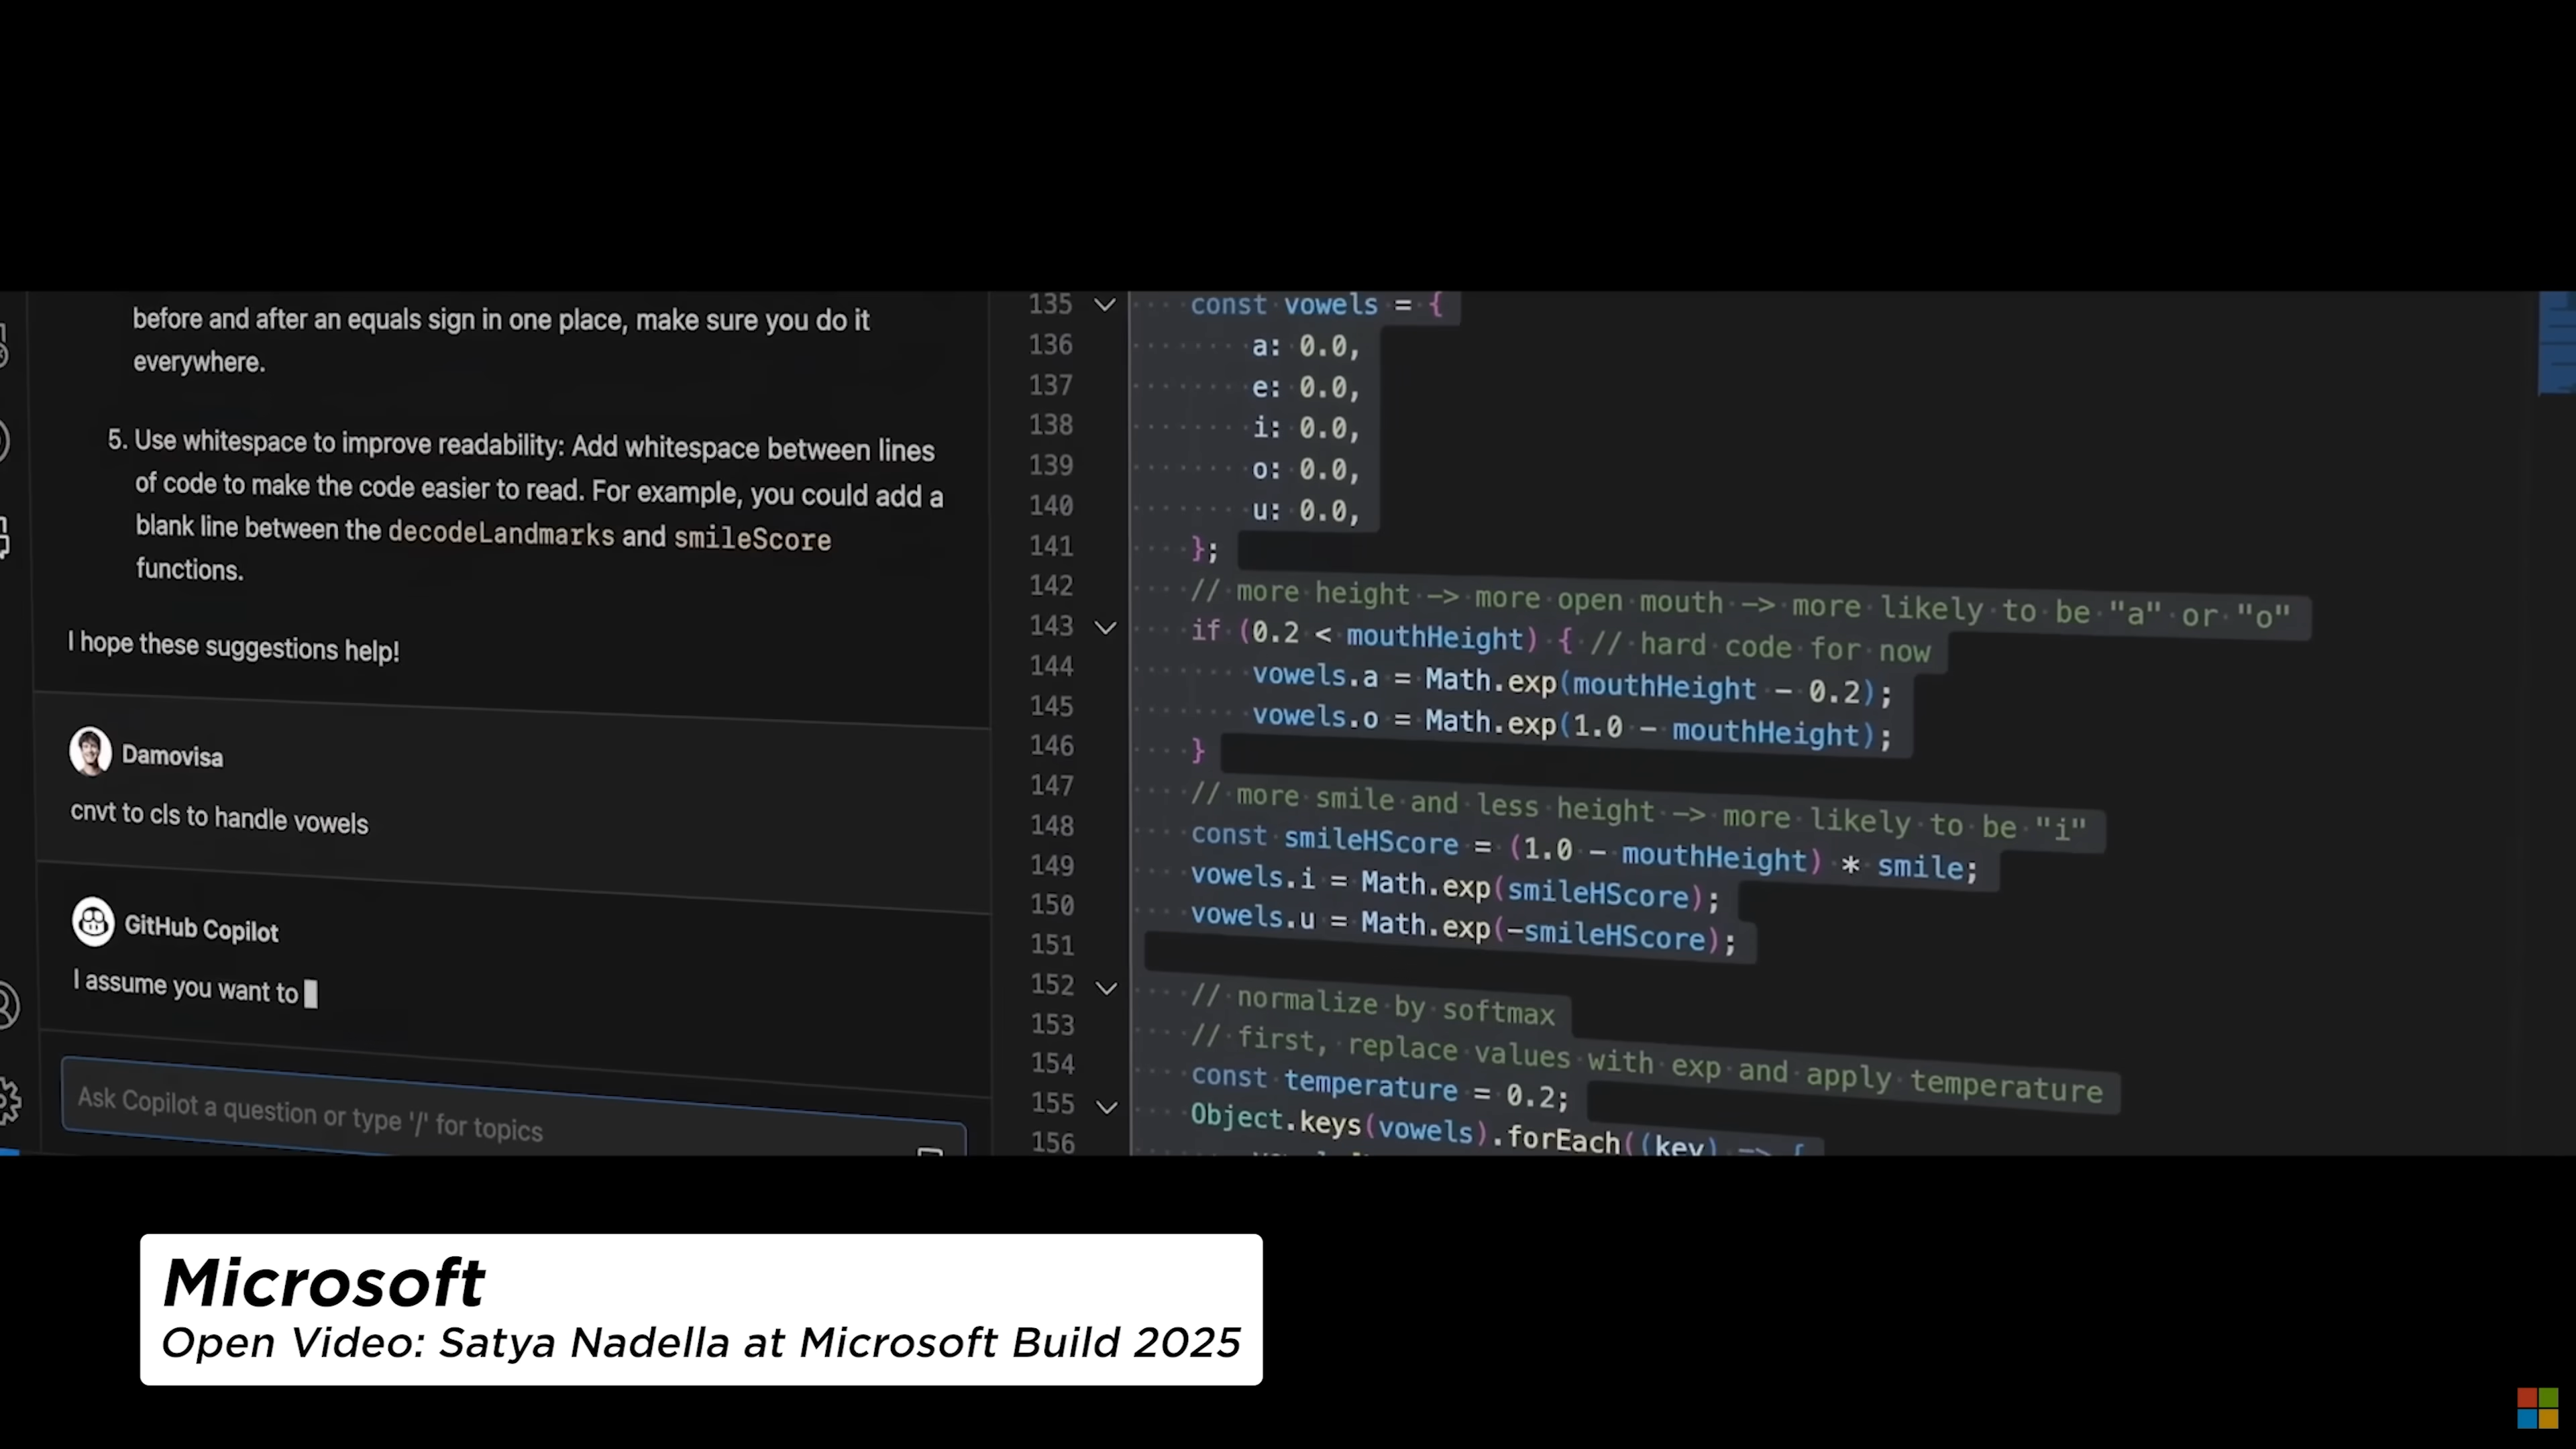 before and after an equals sign in one place, make sure you do it
everywhere.
5. Use whitespace to improve readability: Add whitespace between lines
of code to make the code easier to read. For example, you could add a
blank line between the decodeLandmarks and smileScore
functions.
I hope these suggestions help!
Damovisa
cnvt to cls to handle vowels
GitHub Copilot
I assume you want to
Ask Copilot a question or type '/' for topics
135 const vowels = {
136 a: 0.0,
137 e: 0.0,
138 i: 0.0,
139 o: 0.0,
140 u: 0.0,
141 };
142 // more height -> more open mouth -> more likely to be "a" or "o"
143 if (0.2 < mouthHeight) { // hard code for now
144 vowels.a = Math.exp(mouthHeight - 0.2);
145 vowels.o = Math.exp(1.0 - mouthHeight);
146 }
147 // more smile and less height -> more likely to be "i"
148 const smileHScore = (1.0 - mouthHeight) * smile;
149 vowels.i = Math.exp(smileHScore);
150 vowels.u = Math.exp(-smileHScore);
151
152 // normalize by softmax
153 // first, replace values with exp and apply temperature
154 const temperature = 0.2;
155 Object.keys(vowels).forEach((key) => {
156
Microsoft
Open Video: Satya Nadella at Microsoft Build 2025